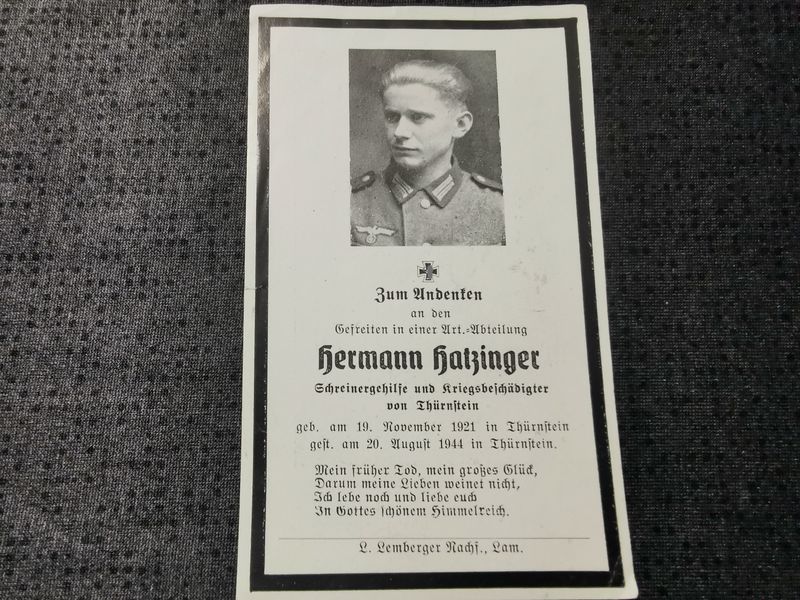 Zum Andenken
an den
Gefreiten in einer Art.-Abteilung
Hermann Hatzinger
Schreinergehilfe und Kriegsbeschädigter
von Thürnstein
geb. am 19. November 1921 in Thürnstein
gest. am 20. August 1944 in Thürnstein.
Mein früher Tod, mein großes Glück,
Darum meine Lieben weinet nicht,
Ich lebe noch und liebe euch
In Gottes schönem Himmelreich.
L. Lemberger Nachf., Lam.